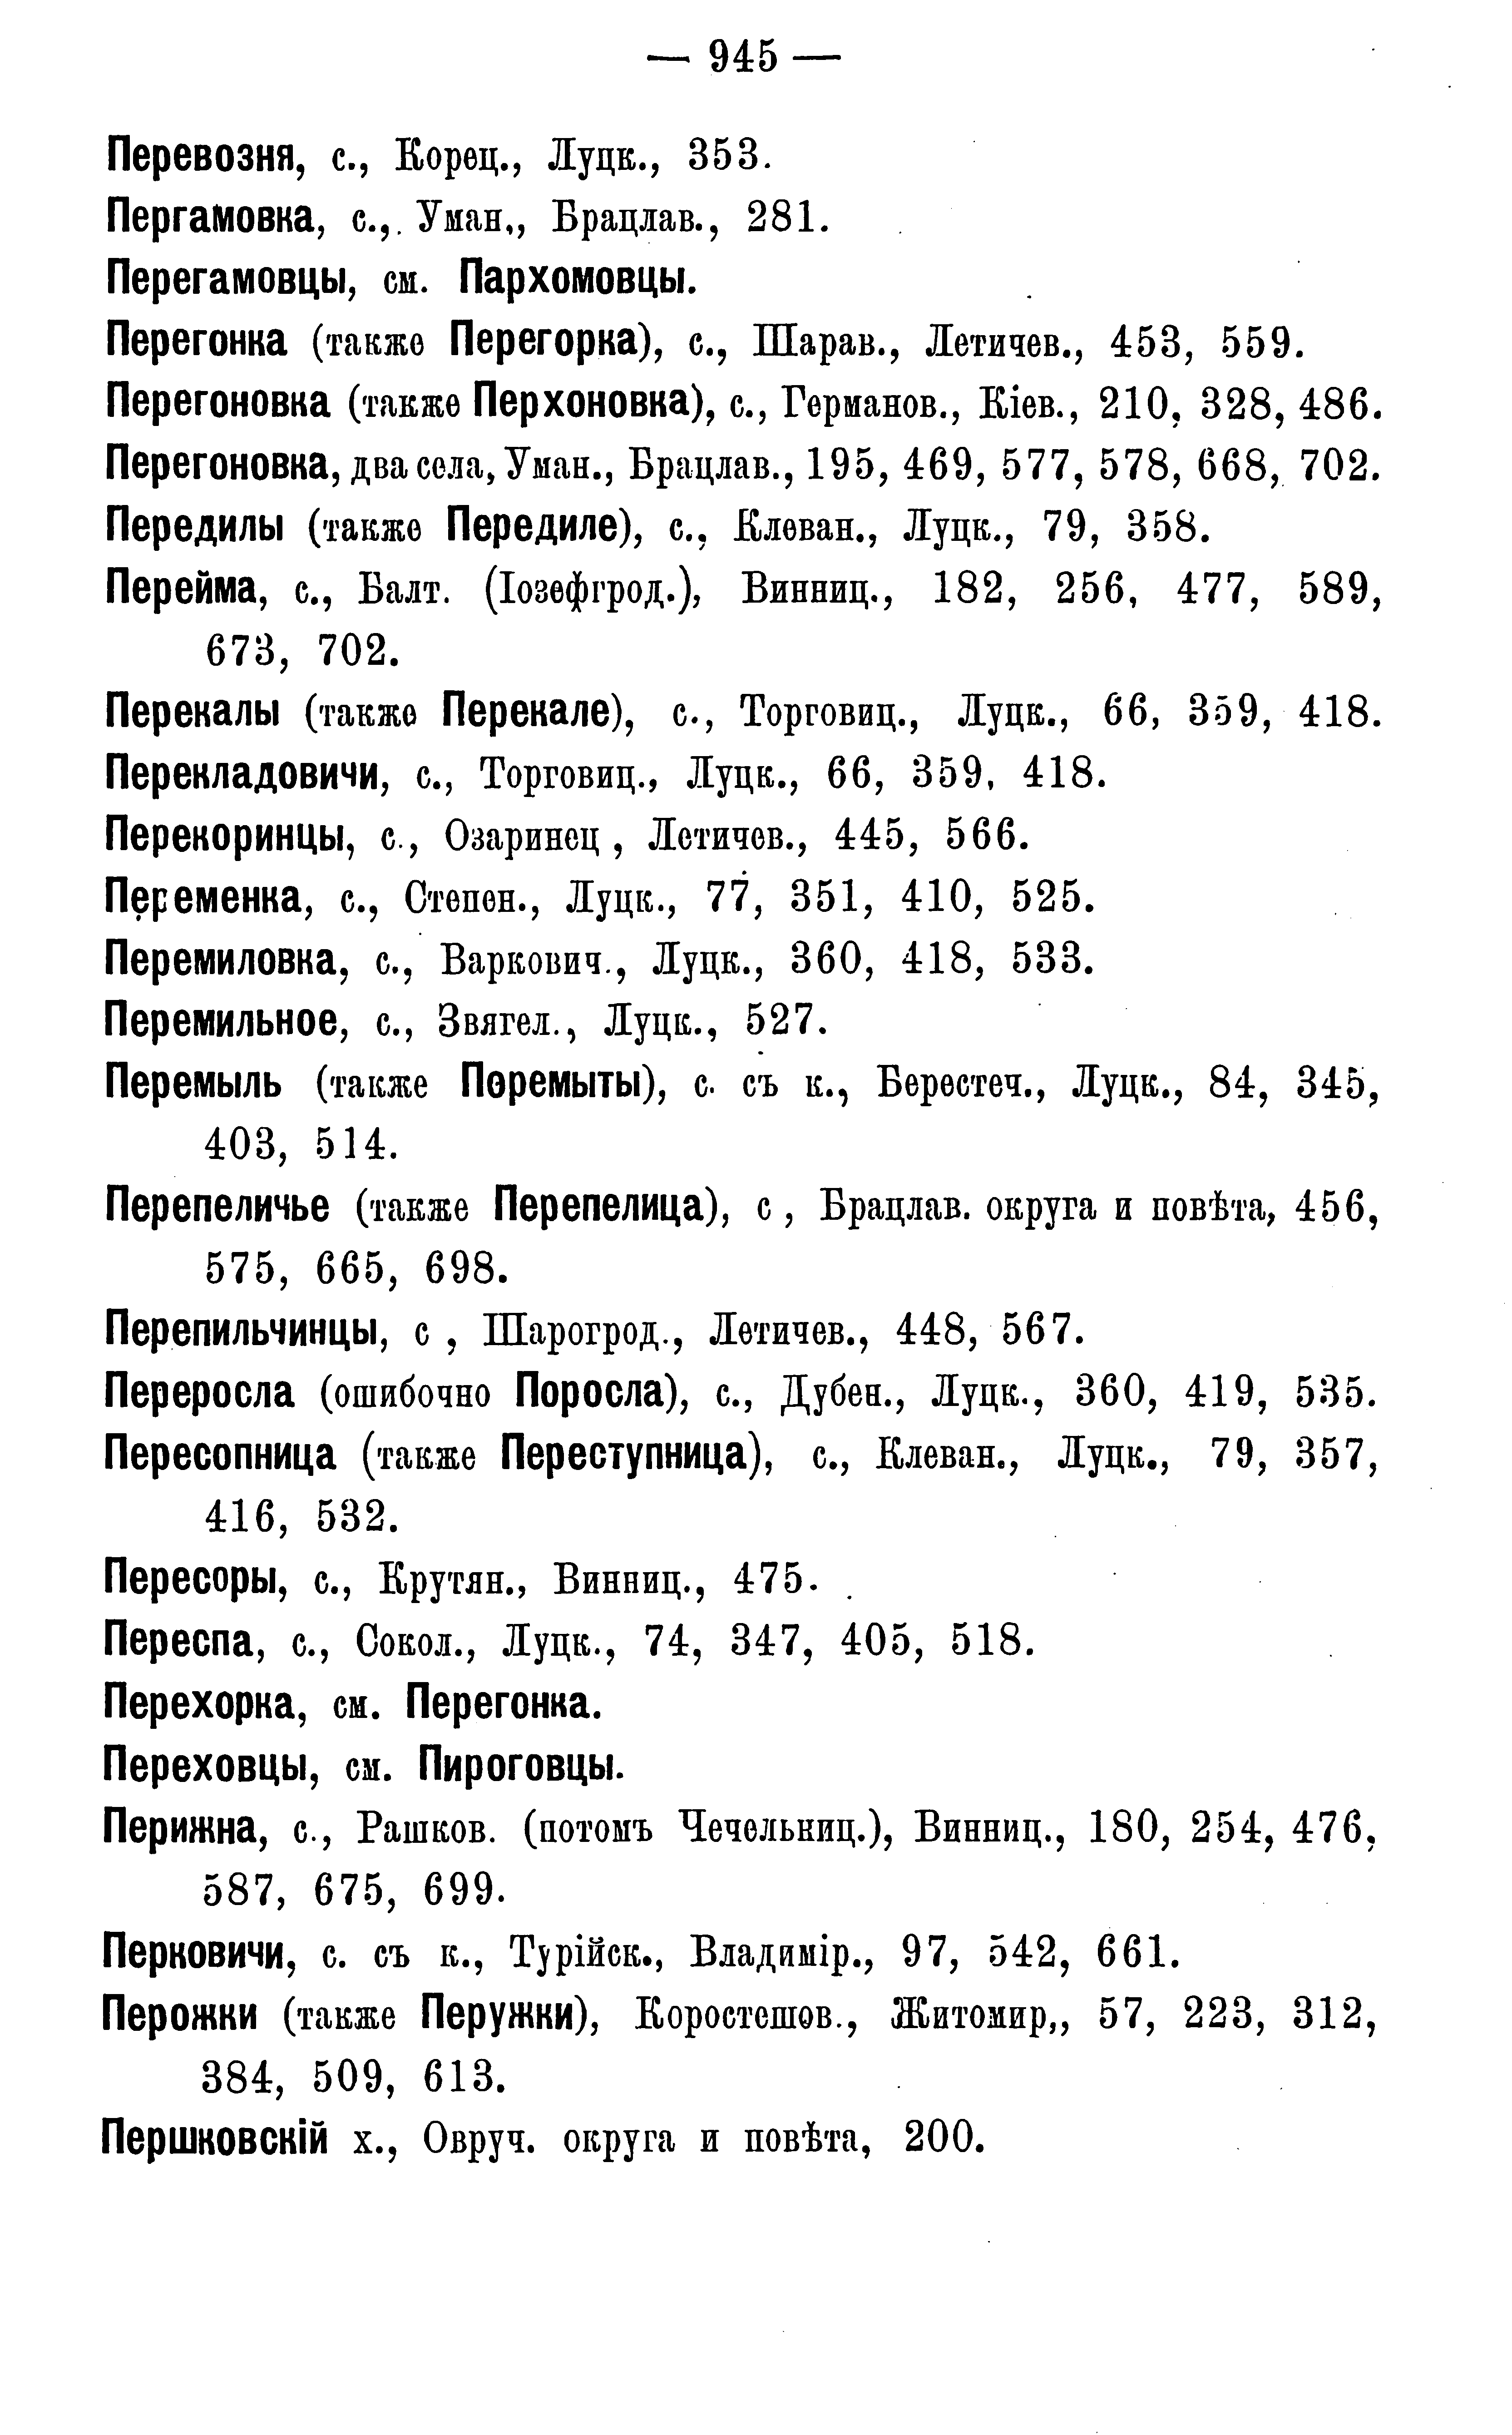 — 945 —
Перевозня, с., Корец., Луцк., 353.
Пергамовка, с.,. Уман,, Брацлав., 281.
Перегамовцы, см. Пархомовцы.
Перегонка (также Перегорка), с., Шарав., Летичев., 453, 559.
Перегоновка (также Перхоновка), с., Германов., Кіев., 210, 328, 486.
Перегоновка, два села, Уман., Брацлав., 195, 469, 577, 578, 668, 702.
Передилы (также Передиле), с., Клеван., Луцк., 79, 358.
Перейма, с., Балт. (Іозефгрод.), Винниц., 182, 256, 477, 589,
673, 702.
Перекалы (также Перекале), с., Торговиц., Луцк., 66, 359, 418.
Перекладовичи, с., Торговиц., Луцк., 66, 359, 418.
Перекоринцы, с., Озаринец , Летичев., 445, 566.
Переменка, с., Степен., Луцк., 77, 351, 410, 525.
Перемиловка, с., Варкович., Луцк., 360, 418, 533.
Перемильное, с., Звягел., Луцк., 527.
Перемыль (также Перемыты), с. съ к., Берестеч., Луцк., 84, 345,
403, 514.
Перепеличье (также Перепелица), с , Брацлав. округа и повѣта, 456,
575, 665, 698.
Перепильчинцы, с , Шарогрод., Летичев., 448, 567.
Переросла (ошибочно Поросла), с., Дубен., Луцк., 360, 419, 535.
Пересопница (также Переступница), с., Клеван., Луцк., 79, 357,
416, 532.
Пересоры, с., Крутян., Винниц., 475.
Переспа, с., Сокол., Луцк., 74, 347, 405, 518.
Перехорка, см. Перегонка.
Переховцы, см. Пироговцы.
Перижна, с., Рашков. (потомъ Чечельниц.), Винниц., 180, 254, 476,
587, 675, 699.
Перковичи, с. съ к., Турійск., Владимір., 97, 542, 661.
Перожки (также Перужки), Коростешев., Житомир,, 57, 223, 312,
384, 509, 613.
Першковскій х., Овруч. округа и повѣта, 200.